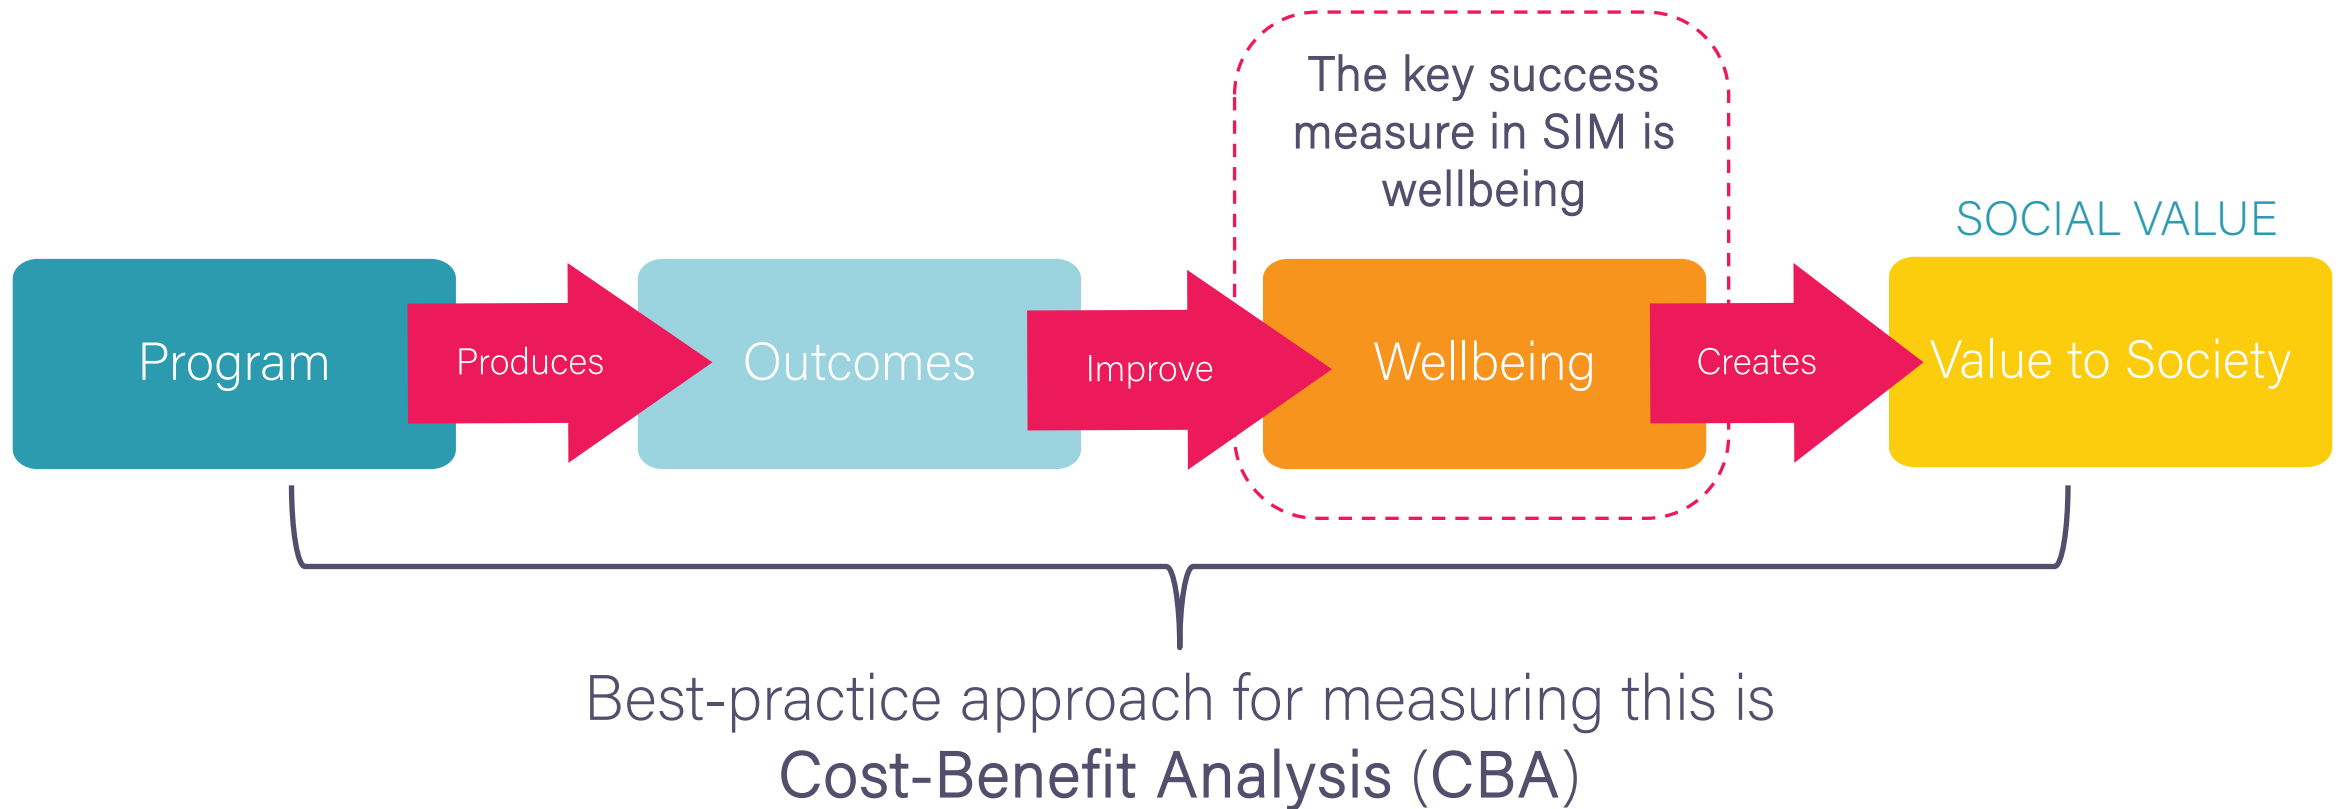 The key success
measure in SIM is
wellbeing
SOCIAL VALUE
Program
Produces
Outcomes
Improve
Wellbeing
Creates
Value to Society
Best-practice approach for measuring this is
Cost-Benefit Analysis (CBA)